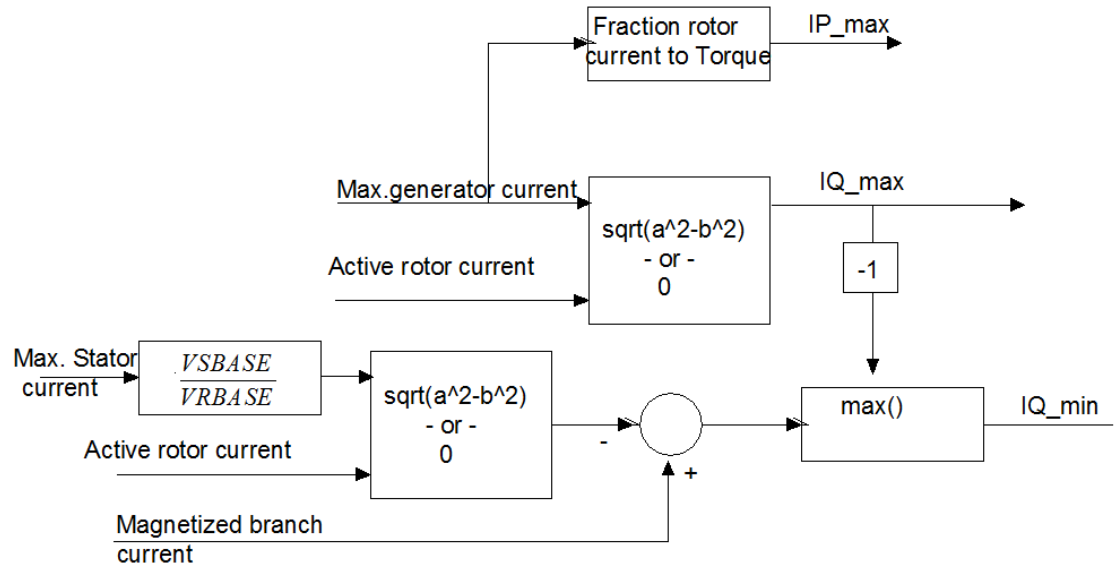 Fraction rotor
current to Torque
IP_max
Max.generator current
IQ_max
sqrt(a^2-b^2)
- or -
0
Active rotor current
-1
Max. Stator
current
VSBASE
VRBASE
sqrt(a^2-b^2)
- or -
0
Active rotor current
-
+
max()
IQ_min
Magnetized branch
current